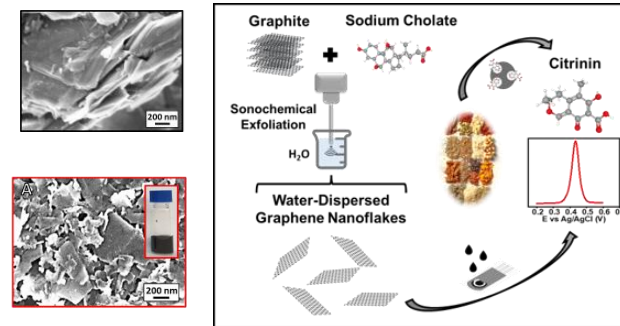 200 nm
A
200 nm
Graphite
Sodium Cholate
Sonochemical
Exfoliation
H2O
Water-Dispersed
Graphene Nanoflakes
Citrinin
0.2 0.3 0.4 0.5 0.6
E vs Ag/AgCl (V)